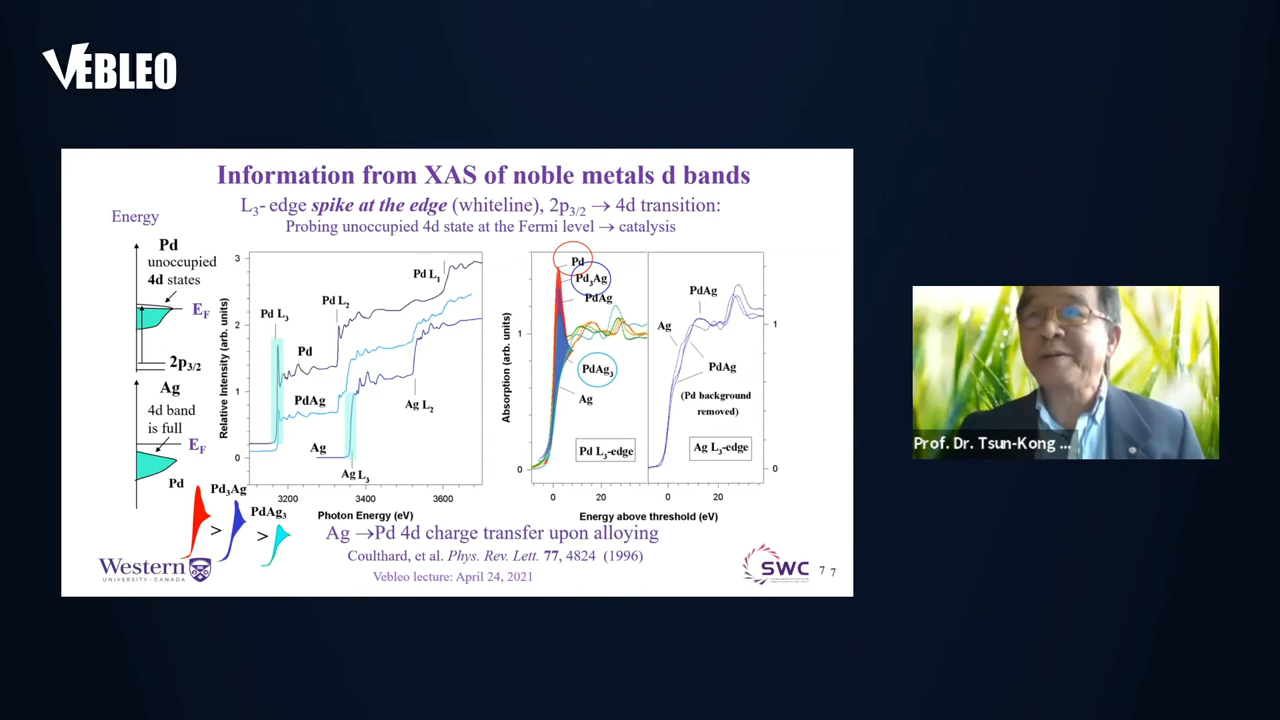 VEBLEO
Information from XAS of noble metals d bands
L3- edge spike at the edge (whiteline), 2p3/2 → 4d transition:
Probing unoccupied 4d state at the Fermi level → catalysis
Energy
Pd
unoccupied
4d states
EF
2p3/2
Ag
4d band
is full
EF
Pd
Pd3Ag
PdAg3
>
>
Relative Intensity (arb. units)
3
2
1
0
Pd L3
Pd L2
Pd L1
Pd
PdAg
Ag
Ag L3
Ag L2
3200
3400
3600
Photon Energy (eV)
Absorption (arb. units)
1
0
Pd
Pd3Ag
PdAg
PdAg3
Ag
Pd L3-edge
0
20
PdAg
Ag
PdAg
(Pd background
removed)
Ag L3-edge
1
0
0
20
Energy above threshold (eV)
Ag →Pd 4d charge transfer upon alloying
Coulthard, et al. Phys. Rev. Lett. 77, 4824 (1996)
Vebleo lecture: April 24, 2021
Western
UNIVERSITY · CANADA
SWC
7 7
Prof. Dr. Tsun-Kong ...